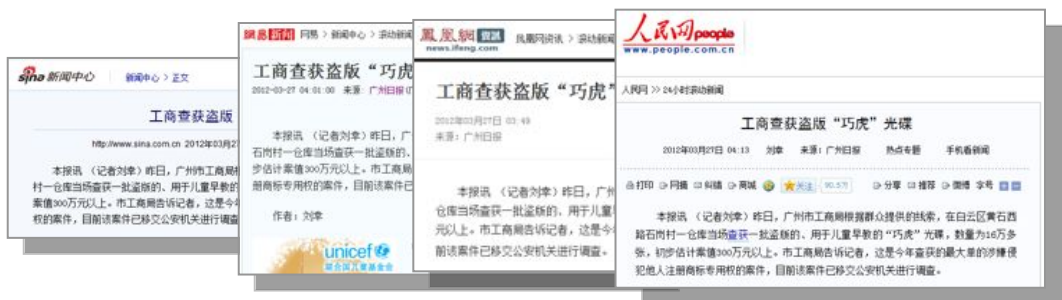 sina 新闻中心 新闻中心 > 正文
工商查获盗版
http://www.sina.com.cn 2012年03月2
本报讯 （记者刘幸）昨日，广州市工商局根
村一仓库当场查获一批盗版的、用于儿童早教的
案值300万元以上。市工商局告诉记者，这是今
权的案件，目前该案件已移交公安机关进行调查
網易 新闻 网易 > 新闻中心 > 滚动新闻
工商查获盗版“巧虎
2012-03-27 04:01:00 来源: 广州日报
本报讯 （记者刘幸）昨日，广
石岗村一仓库当场查获一批盗版的、
步估计案值300万元以上。市工商局
册商标专用权的案件，目前该案件已
作者：刘幸
unicef
联合国儿童基金会
鳳凰網 资讯 凤凰网资讯 > 滚动新闻
news.ifeng.com
工商查获盗版“巧虎”
2012年03月27日 03:49
来源：广州日报
本报讯 （记者刘幸）昨日，广州
仓库当场查获一批盗版的、用于儿童
元以上。市工商局告诉记者，这是今
前该案件已移交公安机关进行调查。
人民网 people
www.people.com.cn
人民网 >> 24小时滚动新闻
工商查获盗版“巧虎”光碟
2012年03月27日 04:13 刘幸 来源：广州日报 热点专题 手机看新闻
打印 网摘 纠错 商城 关注 分享 推荐 微博 字号
本报讯 （记者刘幸）昨日，广州市工商局根据群众提供的线索，在白云区黄石西
路石岗村一仓库当场查获一批盗版的、用于儿童早教的“巧虎”光碟，数量为16万多
张，初步估计案值300万元以上。市工商局告诉记者，这是今年查获的最大单的涉嫌侵
犯他人注册商标专用权的案件，目前该案件已移交公安机关进行调查。